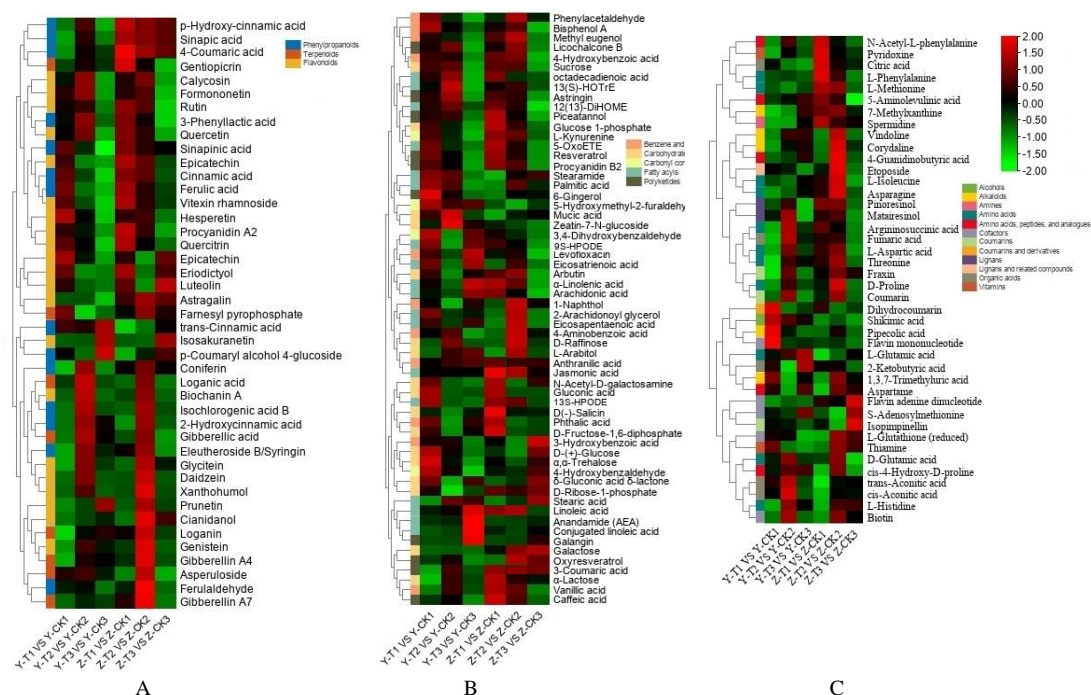 p-Hydroxy-cinnamic acid
Sinapic acid
4-Coumaric acid
Gentiopicrin
Calycosin
Formononetin
Rutin
3-Phenyllactic acid
Quercetin
Sinapinic acid
Epicatechin
Cinnamic acid
Ferulic acid
Vitexin rhamnoside
Hesperetin
Procyanidin A2
Quercitrin
Epicatechin
Eriodictyol
Luteolin
Astragalin
Farnesyl pyrophosphate
trans-Cinnamic acid
Isosakuranetin
p-Coumaryl alcohol 4-glucoside
Coniferin
Loganic acid
Biochanin A
Isochlorogenic acid B
2-Hydroxycinnamic acid
Gibberellic acid
Eleutheroside B/Syringin
Glycitein
Daidzein
Xanthohumol
Prunetin
Cianidanol
Loganin
Genistein
Gibberellin A4
Asperuloside
Ferulaldehyde
Gibberellin A7
Phenylpropanoids
Terpenoids
Flavonoids
Y-T1 VS Y-CK1
Y-T2 VS Y-CK2
Y-T3 VS Y-CK3
Z-T1 VS Z-CK1
Z-T2 VS Z-CK2
Z-T3 VS Z-CK3
A
Phenylacetaldehyde
Bisphenol A
Methyl eugenol
Licochalcone B
4-Hydroxybenzoic acid
Sucrose
octadecadienoic acid
13(S)-HOTrE
Astringin
12(13)-DiHOME
Piceatannol
Glucose 1-phosphate
L-Kynurenine
5-OxoETE
Resveratrol
Procyanidin B2
Stearamide
Palmitic acid
6-Gingerol
5-Hydroxymethyl-2-furaldehy
Mucic acid
Zeatin-7-N-glucoside
3,4-Dihydroxybenzaldehyde
9S-HPODE
Levofloxacin
Eicosatrienoic acid
Arbutin
α-Linolenic acid
Arachidonic acid
1-Naphthol
2-Arachidonoyl glycerol
Eicosapentaenoic acid
4-Aminobenzoic acid
D-Raffinose
L-Arabitol
Anthranilic acid
Jasmonic acid
N-Acetyl-D-galactosamine
Gluconic acid
13S-HPODE
D(-)-Salicin
Phthalic acid
D-Fructose-1,6-diphosphate
3-Hydroxybenzoic acid
D-(+)-Glucose
α,α-Trehalose
4-Hydroxybenzaldehyde
δ-Gluconic acid δ-lactone
D-Ribose-1-phosphate
Stearic acid
Linoleic acid
Anandamide (AEA)
Conjugated linoleic acid
Galangin
Galactose
Oxyresveratrol
3-Coumaric acid
α-Lactose
Vanillic acid
Caffeic acid
Benzene and
Carbohydrate
Carbonyl cor
Fatty acyls
Polyketides
Y-T1 VS Y-CK1
Y-T2 VS Y-CK2
Y-T3 VS Y-CK3
Z-T1 VS Z-CK1
Z-T2 VS Z-CK2
Z-T3 VS Z-CK3
B
N-Acetyl-L-phenylalanine
Pyridoxine
Citric acid
L-Phenylalanine
L-Methionine
5-Aminolevulinic acid
7-Methylxanthine
Spermidine
Vindoline
Corydaline
4-Guanidinobutyric acid
Etoposide
L-Isoleucine
Asparagine
Pinoresinol
Matairesinol
Argininosuccinic acid
Fumaric acid
L-Aspartic acid
Threonine
Fraxin
D-Proline
Coumarin
Dihydrocoumarin
Shikimic acid
Pipecolic acid
Flavin mononucleotide
L-Glutamic acid
2-Ketobutyric acid
1,3,7-Trimethyluric acid
Aspartame
Flavin adenine dinucleotide
S-Adenosylmethionine
Isopimpinellin
L-Glutathione (reduced)
Thiamine
D-Glutamic acid
cis-4-Hydroxy-D-proline
trans-Aconitic acid
cis-Aconitic acid
L-Histidine
Biotin
2.00
1.50
1.00
0.50
0.00
-0.50
-1.00
-1.50
-2.00
Alcohols
Alkaloids
Amines
Amino acids
Amino acids, peptides, and analogues
Cofactors
Coumarins
Coumarins and derivatives
Lignans
Lignans and related compounds
Organic acids
Vitamins
Y-T1 VS Y-CK1
Y-T2 VS Y-CK2
Y-T3 VS Y-CK3
Z-T1 VS Z-CK1
Z-T2 VS Z-CK2
Z-T3 VS Z-CK3
C